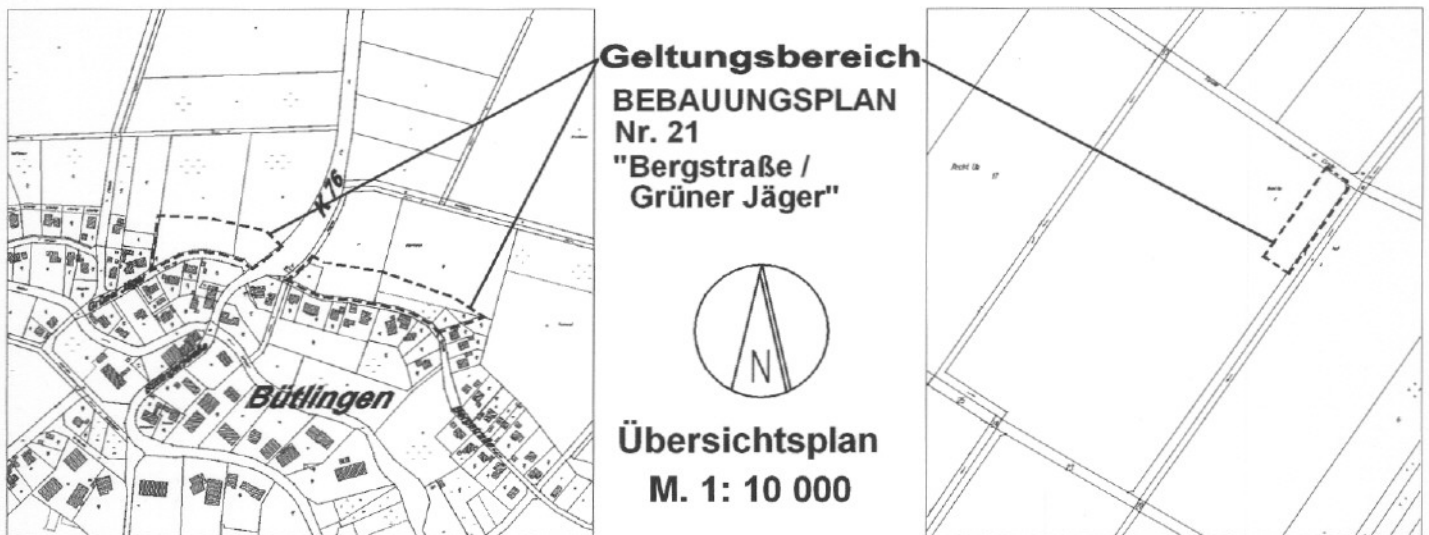 Geltungsbereich
BEBAUUNGSPLAN
Nr. 21
"Bergstraße /
Grüner Jäger"
K 76
Bütlingen
N
Übersichtsplan
M. 1: 10 000